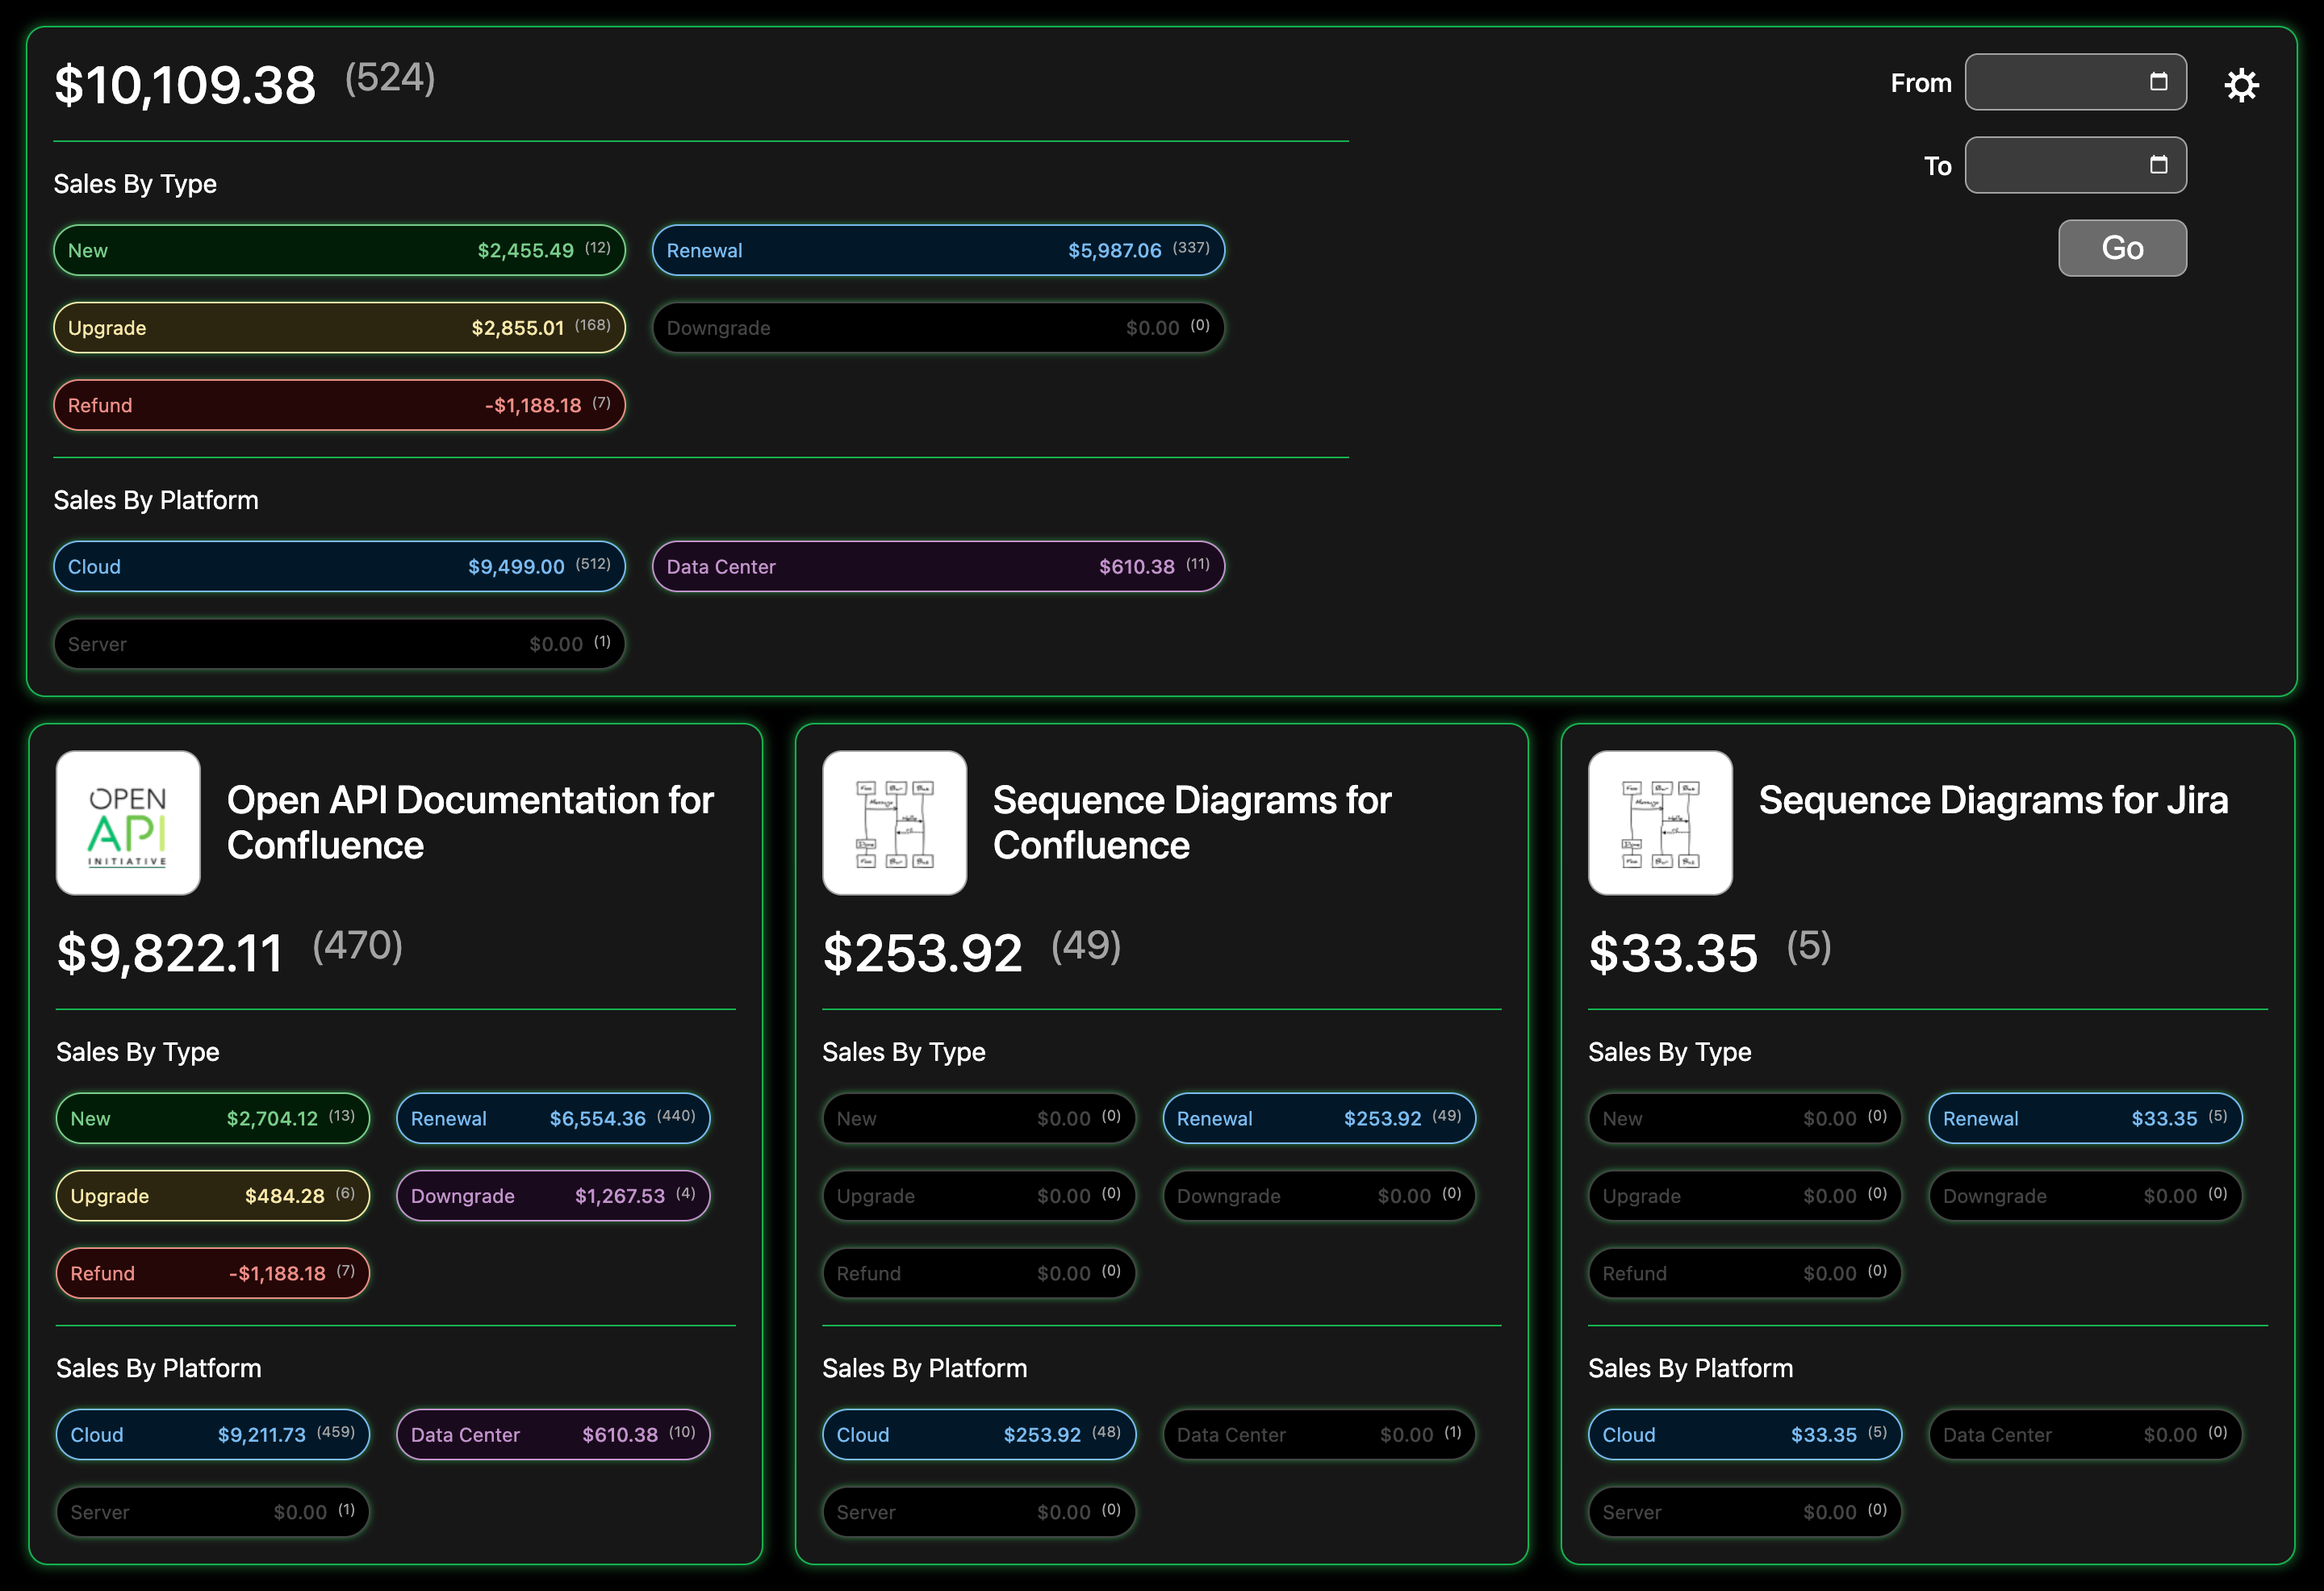 $10,109.38 (524)
From
To
Go
Sales By Type
New $2,455.49 (12)
Renewal $5,987.06 (337)
Upgrade $2,855.01 (168)
Downgrade $0.00 (0)
Refund -$1,188.18 (7)
Sales By Platform
Cloud $9,499.00 (512)
Data Center $610.38 (11)
Server $0.00 (1)
OPEN
API
INITIATIVE
Open API Documentation for
Confluence
$9,822.11 (470)
Sales By Type
New $2,704.12 (13)
Renewal $6,554.36 (440)
Upgrade $484.28 (6)
Downgrade $1,267.53 (4)
Refund -$1,188.18 (7)
Sales By Platform
Cloud $9,211.73 (459)
Data Center $610.38 (10)
Server $0.00 (1)
Sequence Diagrams for
Confluence
$253.92 (49)
Sales By Type
New $0.00 (0)
Renewal $253.92 (49)
Upgrade $0.00 (0)
Downgrade $0.00 (0)
Refund $0.00 (0)
Sales By Platform
Cloud $253.92 (48)
Data Center $0.00 (1)
Server $0.00 (0)
Sequence Diagrams for Jira
$33.35 (5)
Sales By Type
New $0.00 (0)
Renewal $33.35 (5)
Upgrade $0.00 (0)
Downgrade $0.00 (0)
Refund $0.00 (0)
Sales By Platform
Cloud $33.35 (5)
Data Center $0.00 (0)
Server $0.00 (0)